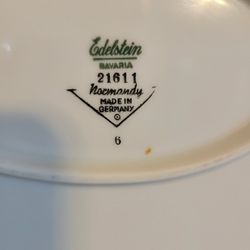 Edelstein
BAVARIA
21611
Normandy
MADE IN
GERMANY
6